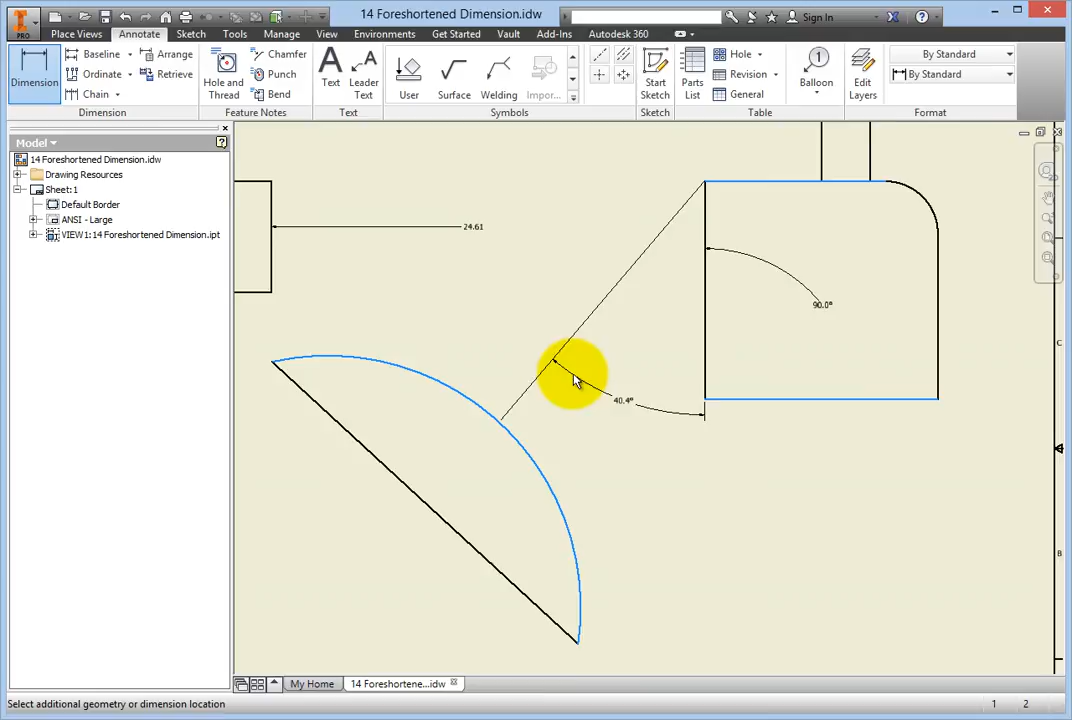 14 Foreshortened Dimension.idw
Sign In
PRO
Place Views Annotate Sketch Tools Manage View Environments Get Started Vault Add-Ins Autodesk 360
Dimension
Baseline
Ordinate
Chain
Arrange
Retrieve
Dimension
Hole and Thread
Chamfer
Punch
Bend
Feature Notes
Text
Leader Text
Text
User
Surface
Welding
Impor...
Symbols
Start Sketch
Sketch
Parts List
Hole
Revision
General
Table
Balloon
1
Edit Layers
By Standard
By Standard
Format
Model
14 Foreshortened Dimension.idw
Drawing Resources
Sheet:1
Default Border
ANSI - Large
VIEW1:14 Foreshortened Dimension.ipt
24.61
90.0°
40.4°
C
B
My Home
14 Foreshortene...idw
Select additional geometry or dimension location
1 2